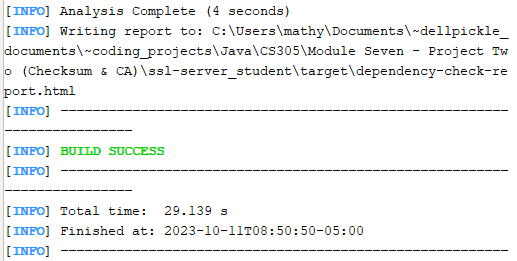 [INFO] Analysis Complete (4 seconds)
[INFO] Writing report to: C:\Users\mathy\Documents\~dellpickle_
documents\~coding_projects\Java\CS305\Module Seven - Project Tw
o (Checksum & CA)\ssl-server_student\target\dependency-check-re
port.html
[INFO] -------------------------------------------------------
----------------
[INFO] BUILD SUCCESS
[INFO] -------------------------------------------------------
----------------
[INFO] Total time:  29.139 s
[INFO] Finished at: 2023-10-11T08:50:50-05:00
[INFO] -------------------------------------------------------